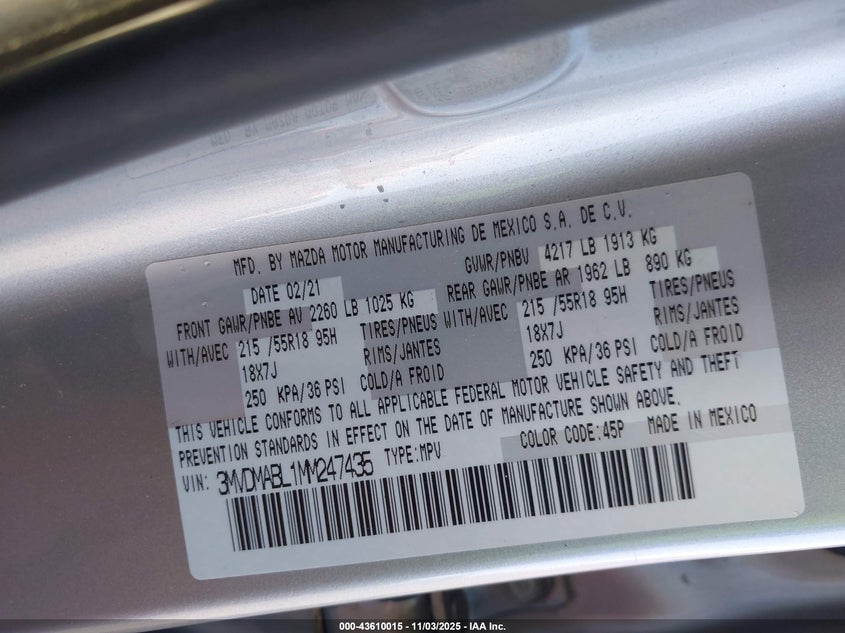 MFD. BY MAZDA MOTOR MANUFACTURING DE MEXICO S.A. DE C.V.
DATE 02/21 GVWR/PNBV 4217 LB 1913 KG
FRONT GAWR/PNBE AV 2260 LB 1025 KG REAR GAWR/PNBE AR 1962 LB 890 KG
WITH/AVEC 215 /55R18 95H TIRES/PNEUS WITH/AVEC 215 /55R18 95H TIRES/PNEUS
18X7J RIMS/JANTES 18X7J RIMS/JANTES
250 KPA/36 PSI COLD/A FROID 250 KPA/36 PSI COLD/A FROID
THIS VEHICLE CONFORMS TO ALL APPLICABLE FEDERAL MOTOR VEHICLE SAFETY AND THEFT
PREVENTION STANDARDS IN EFFECT ON THE DATE OF MANUFACTURE SHOWN ABOVE.
VIN: 3MVDMABL1MM247435 TYPE:MPV COLOR CODE:45P MADE IN MEXICO
000-43610015 - 11/03/2025 - IAA Inc.